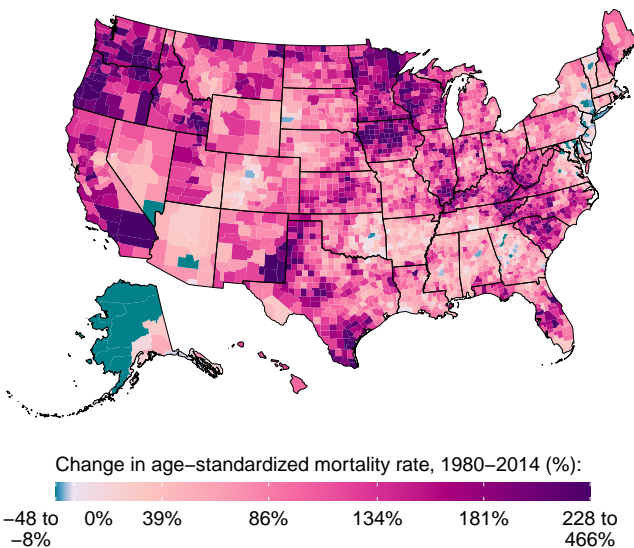 Change in age−standardized mortality rate, 1980−2014 (%):
−48 to 0% 39% 86% 134% 181% 228 to
−8% 466%